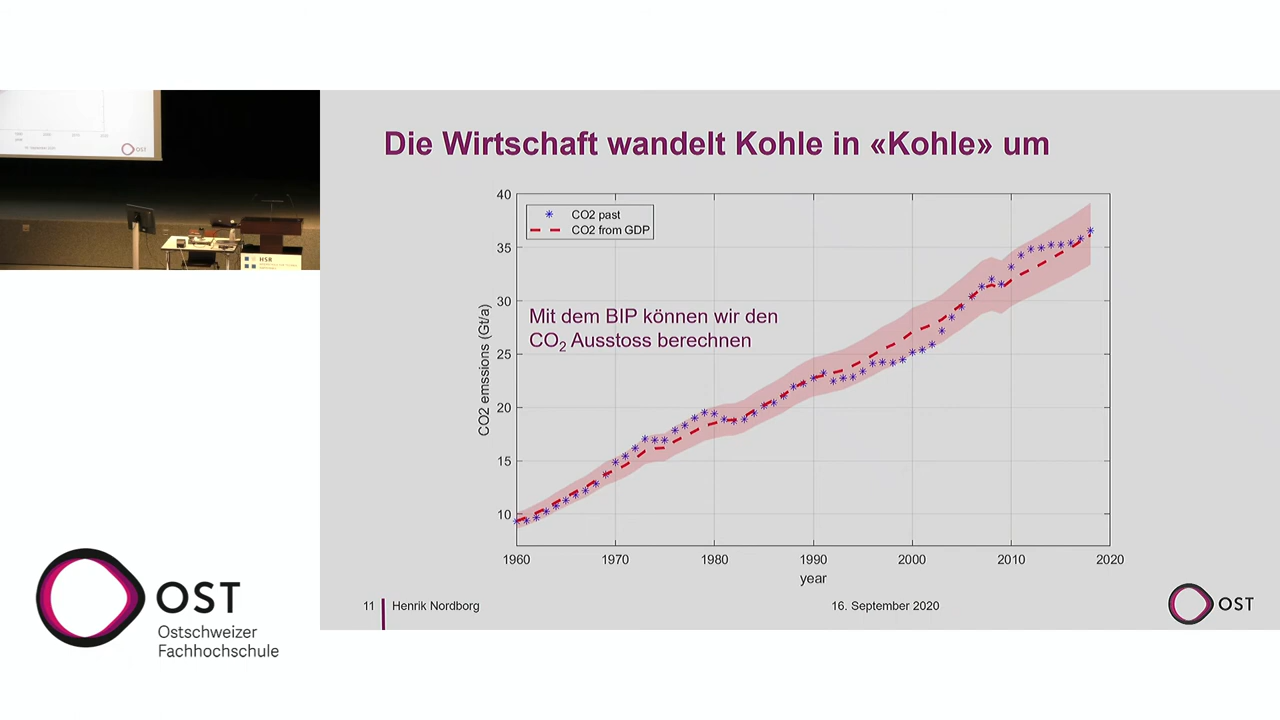 Die Wirtschaft wandelt Kohle in «Kohle» um
40
35
30
25
20
15
10
CO2 emssions (Gt/a)
CO2 past
CO2 from GDP
Mit dem BIP können wir den
CO2 Ausstoss berechnen
1960 1970 1980 1990 2000 2010 2020
year
11 Henrik Nordborg 16. September 2020
OST
HSR
OST
OST
Ostschweizer
Fachhochschule